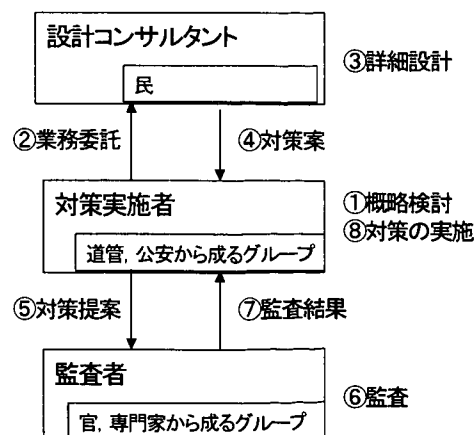 設計コンサルタント
民
③詳細設計
②業務委託
④対策案
対策実施者
道管，公安から成るグループ
①概略検討
⑧対策の実施
⑤対策提案
⑦監査結果
監査者
官，専門家から成るグループ
⑥監査